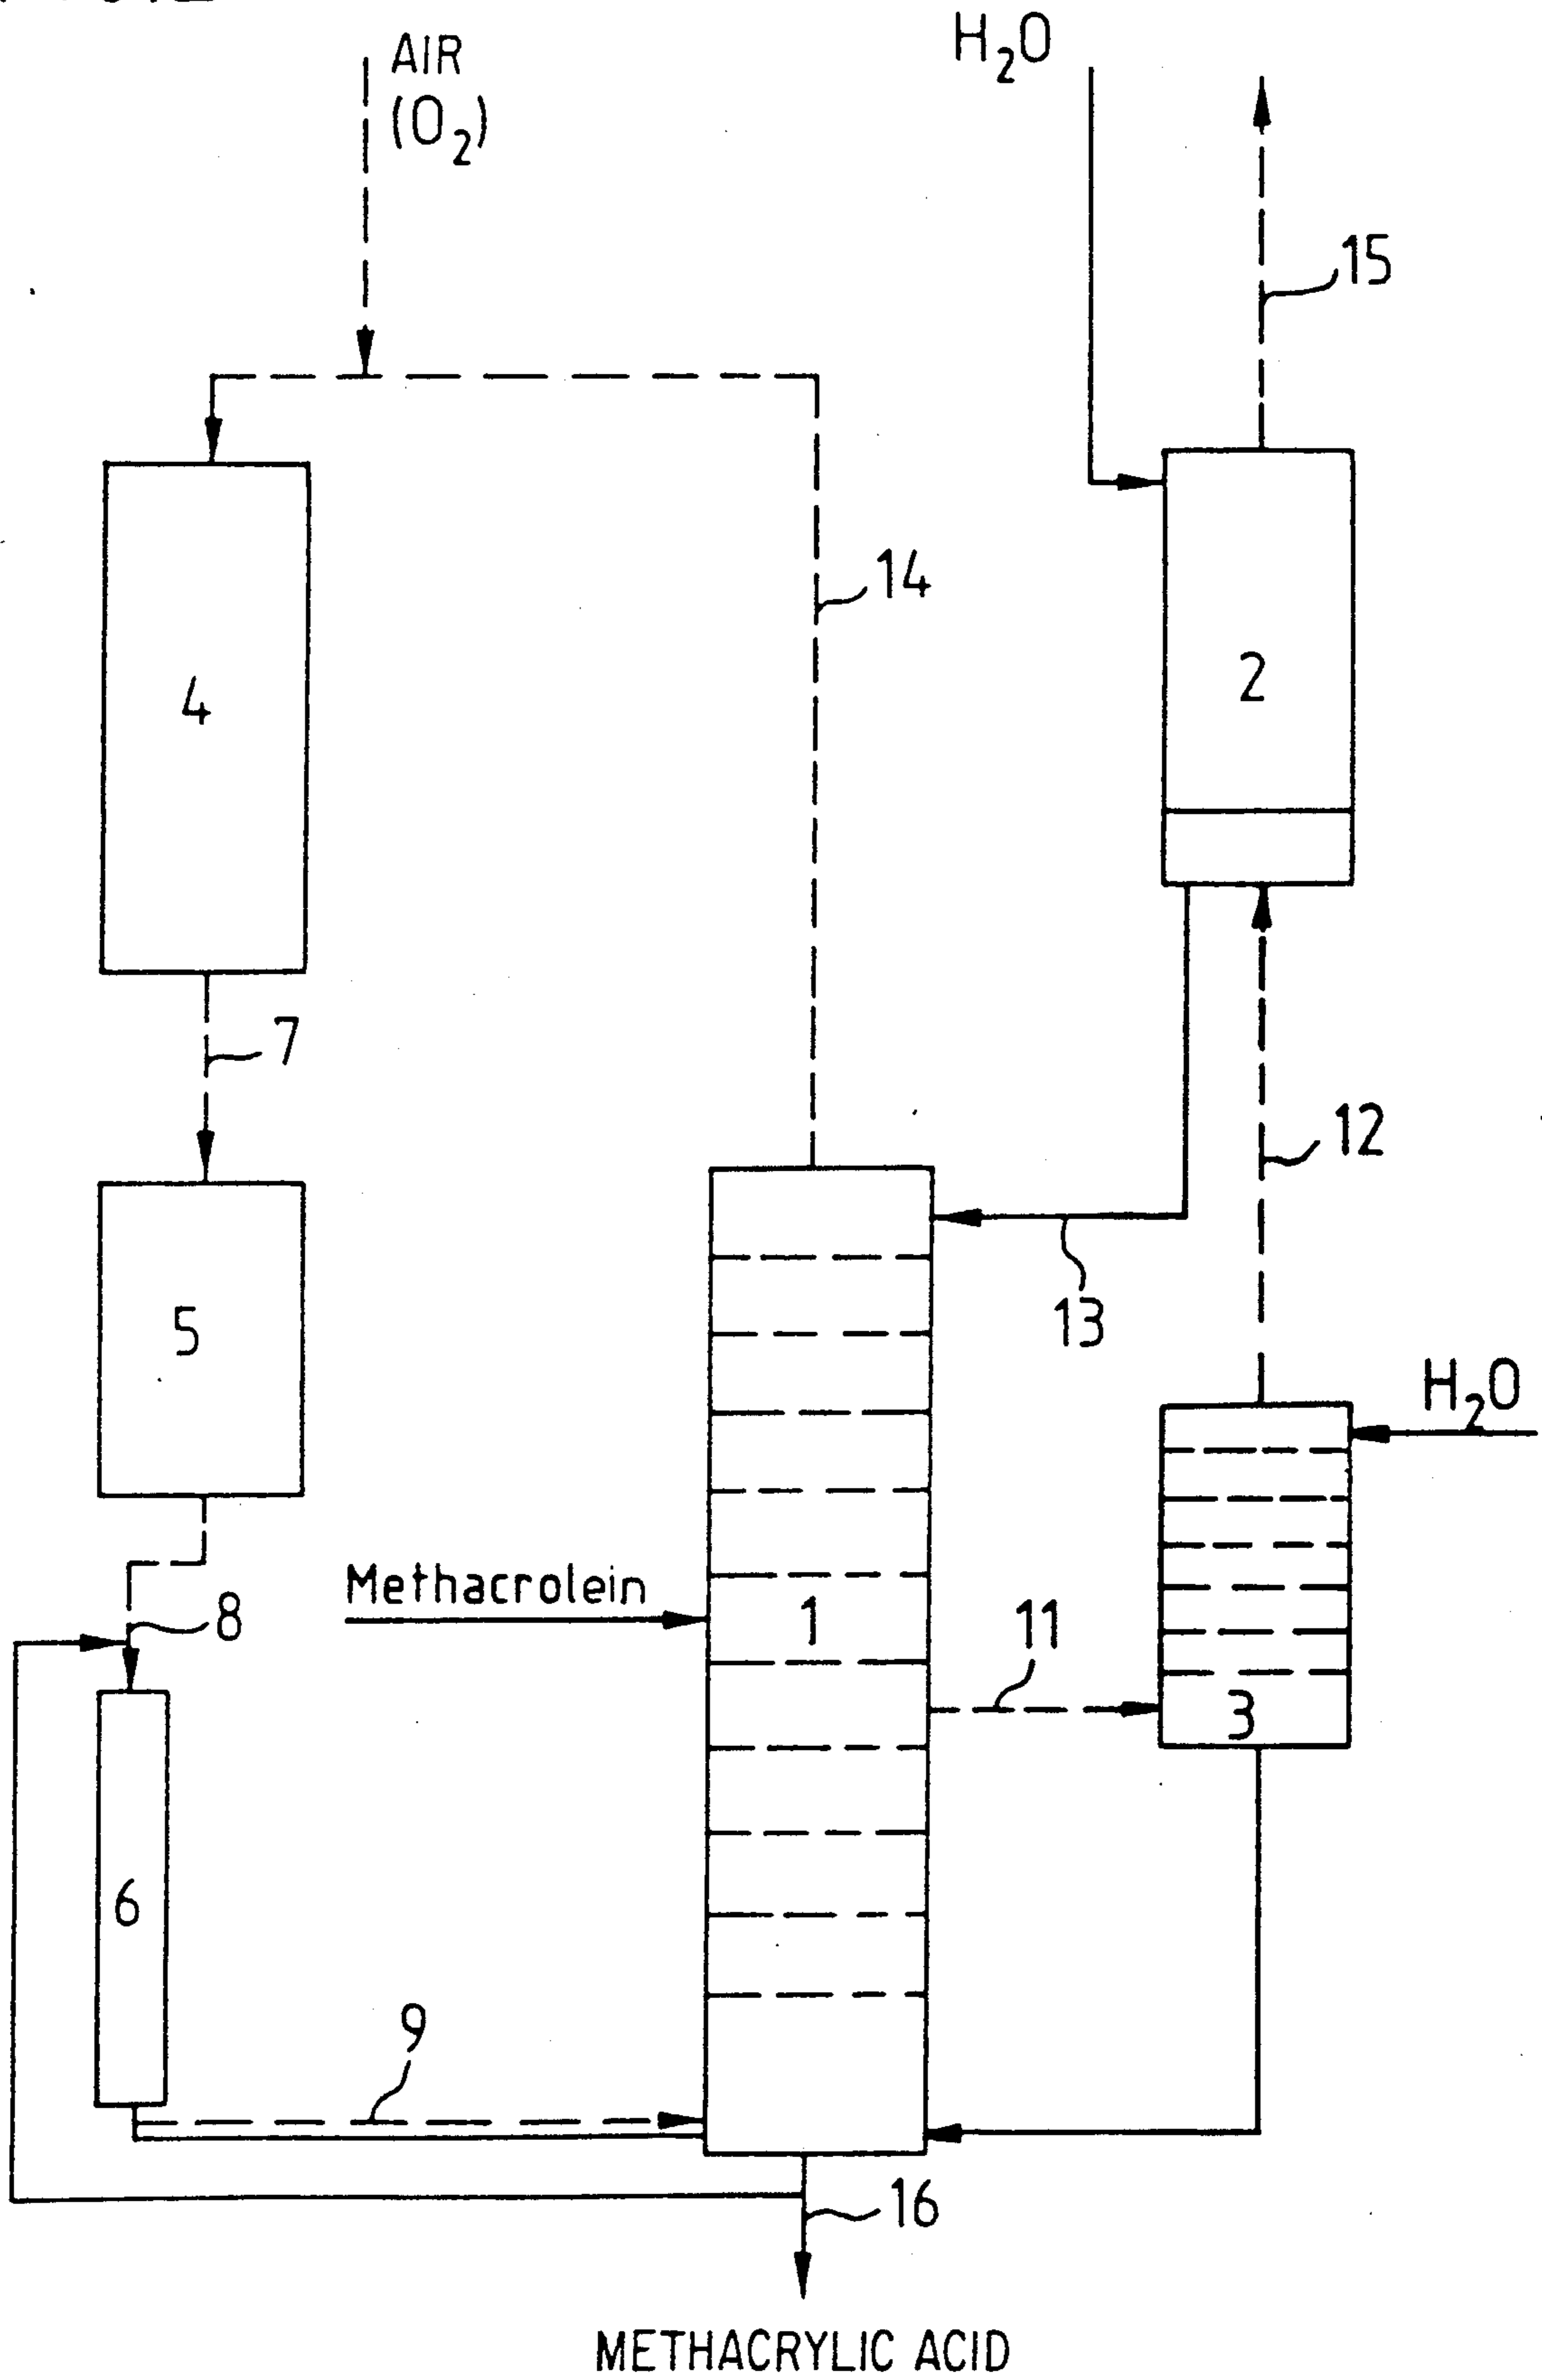 AIR
(O2)
H2O
15
14
4
2
7
12
13
5
H2O
Methacrolein
1
11
8
3
6
9
16
METHACRYLIC ACID